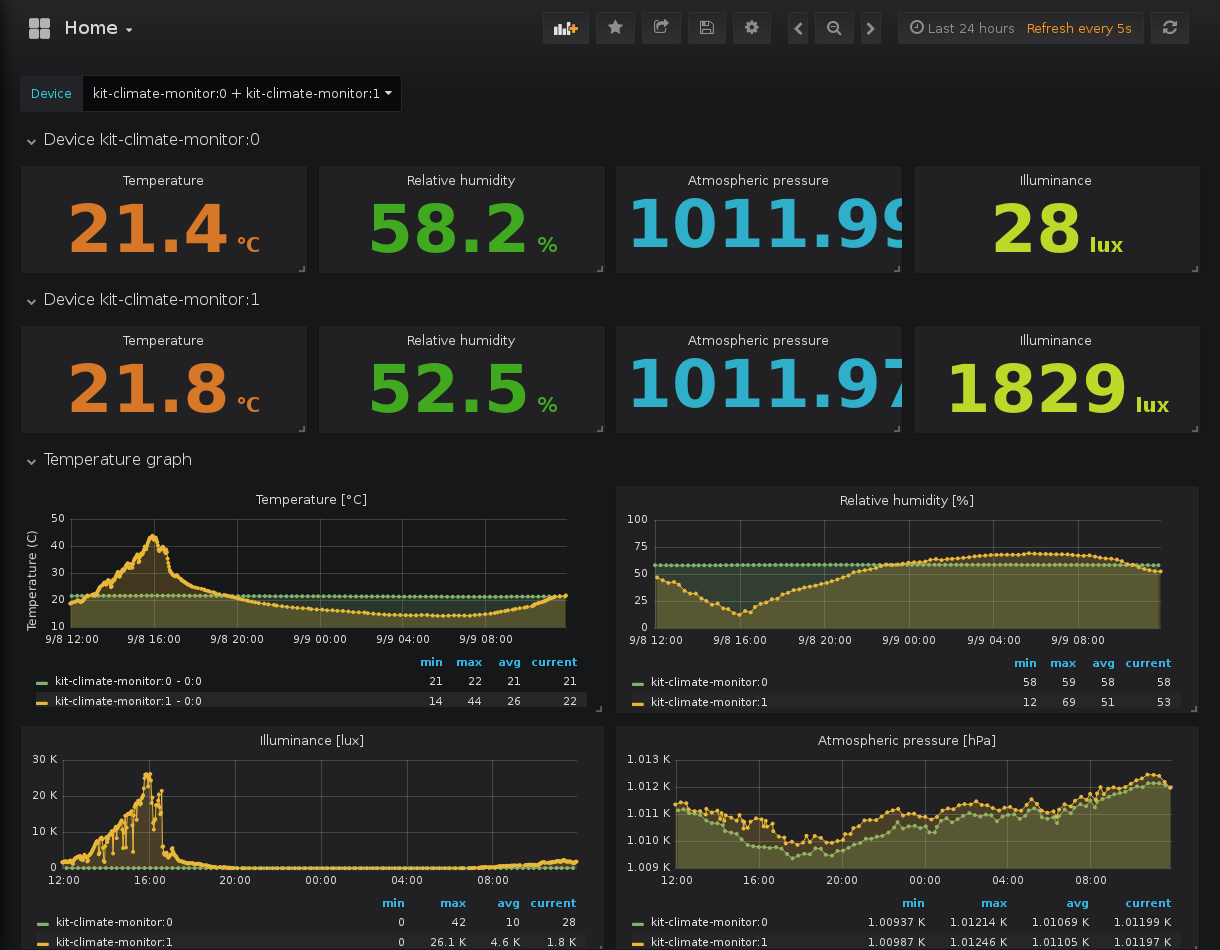 Home
Last 24 hours Refresh every 5s
Device kit-climate-monitor:0 + kit-climate-monitor:1
Device kit-climate-monitor:0
Temperature Relative humidity Atmospheric pressure Illuminance
21.4 °C 58.2 % 1011.99 28 lux
Device kit-climate-monitor:1
Temperature Relative humidity Atmospheric pressure Illuminance
21.8 °C 52.5 % 1011.97 1829 lux
Temperature graph
Temperature [°C]
Temperature (C)
50
40
30
20
10
9/8 12:00 9/8 16:00 9/8 20:00 9/9 00:00 9/9 04:00 9/9 08:00
min max avg current
kit-climate-monitor:0 - 0:0 21 22 21 21
kit-climate-monitor:1 - 0:0 14 44 26 22
Relative humidity [%]
100
75
50
25
0
9/8 12:00 9/8 16:00 9/8 20:00 9/9 00:00 9/9 04:00 9/9 08:00
min max avg current
kit-climate-monitor:0 58 59 58 58
kit-climate-monitor:1 12 69 51 53
Illuminance [lux]
30 K
20 K
10 K
0
12:00 16:00 20:00 00:00 04:00 08:00
min max avg current
kit-climate-monitor:0 0 42 10 28
kit-climate-monitor:1 0 26.1 K 4.6 K 1.8 K
Atmospheric pressure [hPa]
1.013 K
1.012 K
1.011 K
1.010 K
1.009 K
12:00 16:00 20:00 00:00 04:00 08:00
min max avg current
kit-climate-monitor:0 1.00937 K 1.01214 K 1.01069 K 1.01199 K
kit-climate-monitor:1 1.00987 K 1.01246 K 1.01105 K 1.01197 K